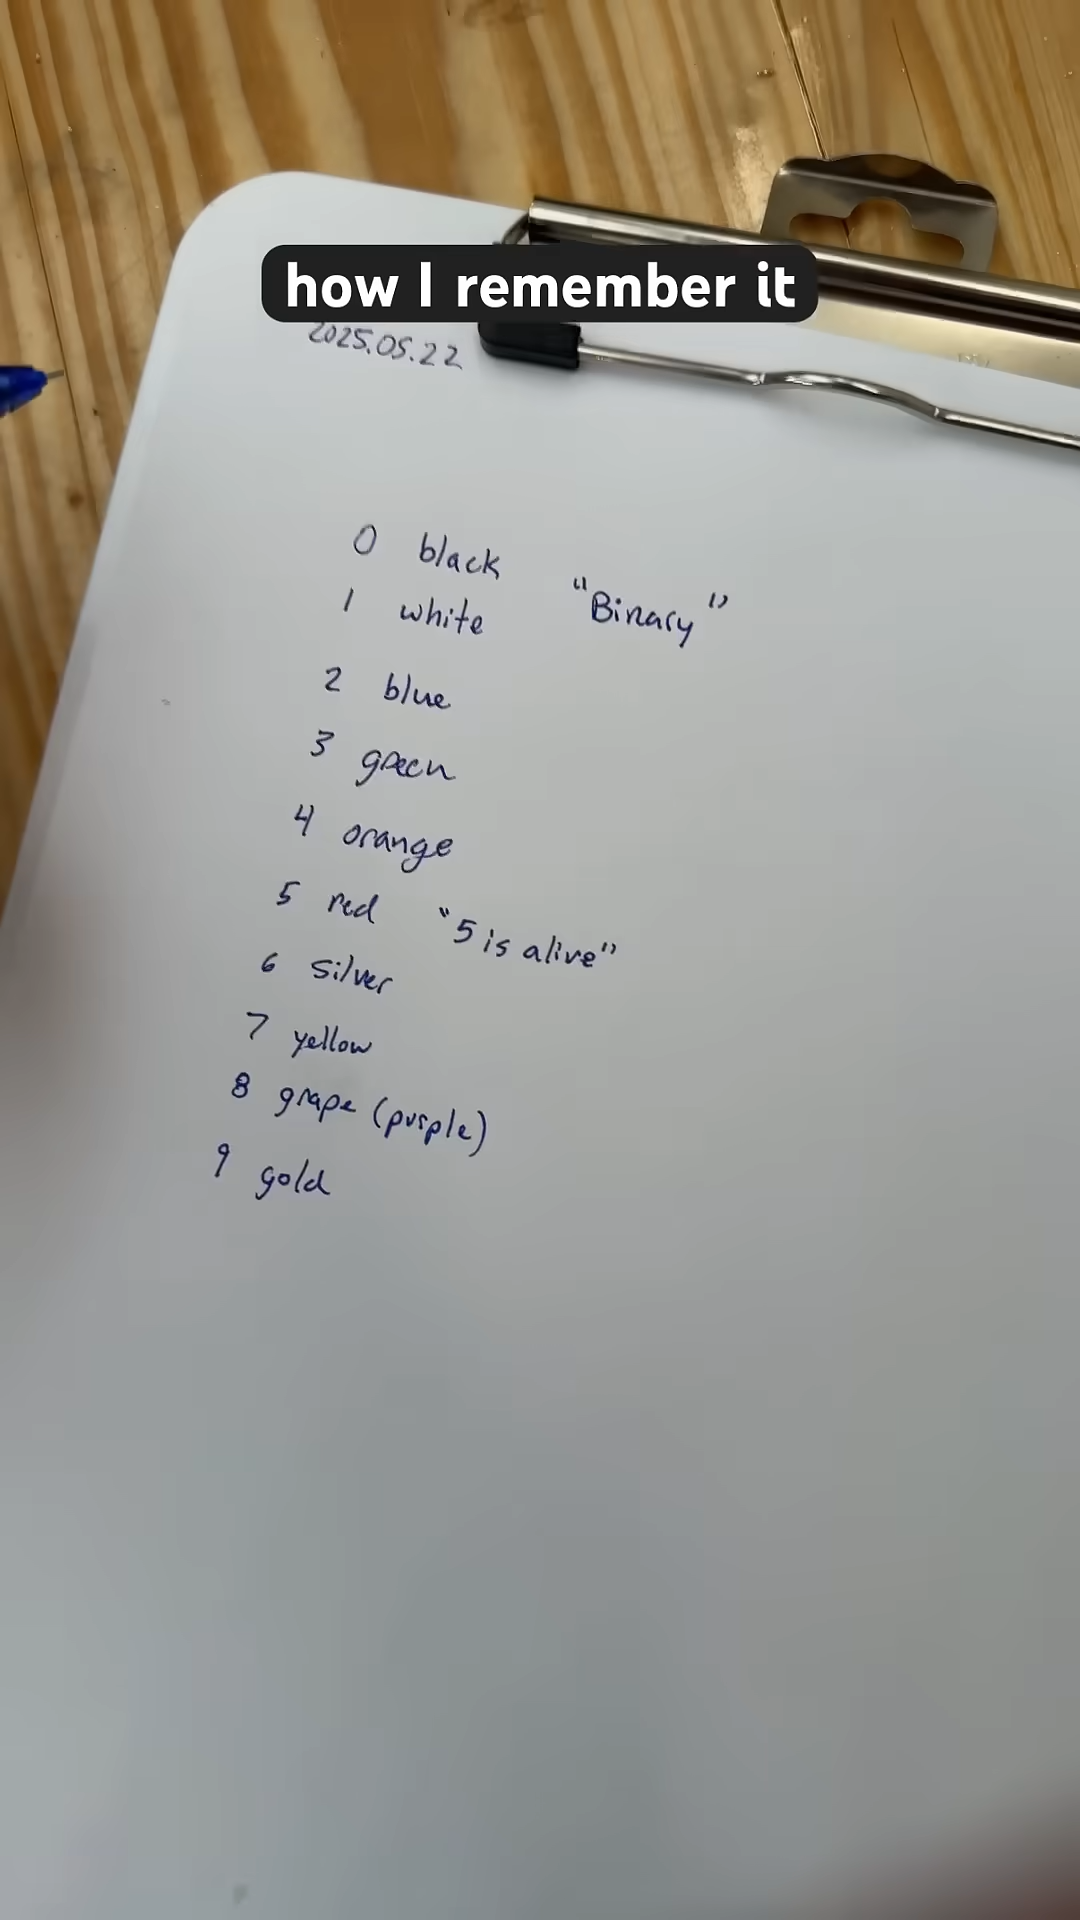 how I remember it
2025.05.22
0 black
1 white "Binary"
2 blue
3 green
4 orange
5 red "5 is alive"
6 silver
7 yellow
8 grape (purple)
9 gold